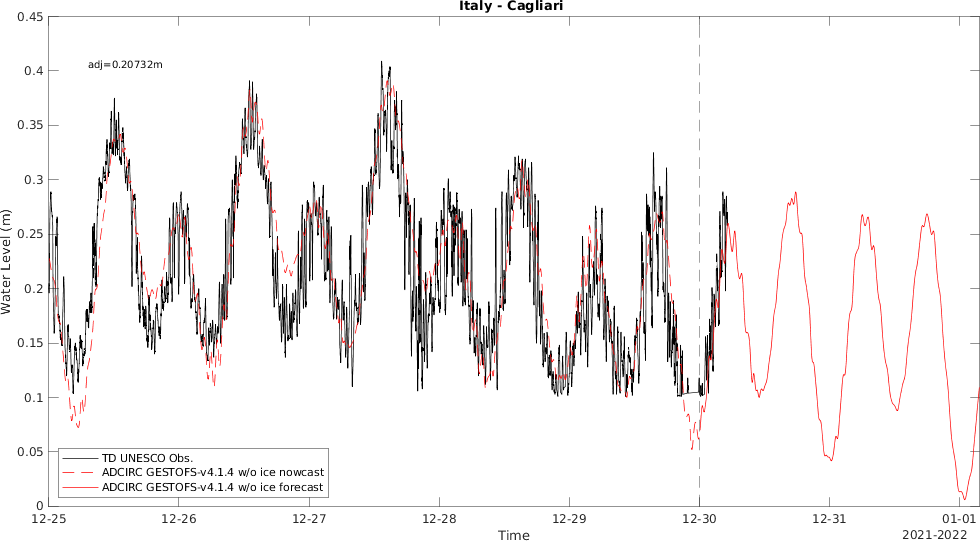 Italy - Cagliari
0.45
0.4
0.35
0.3
0.25
0.2
0.15
0.1
0.05
0
Water Level (m)
adj=0.20732m
TD UNESCO Obs.
ADCIRC GESTOFS-v4.1.4 w/o ice nowcast
ADCIRC GESTOFS-v4.1.4 w/o ice forecast
12-25 12-26 12-27 12-28 12-29 12-30 12-31 01-01
Time
2021-2022